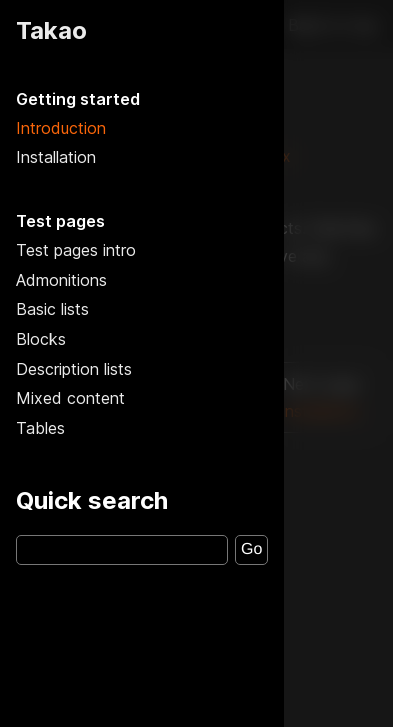 Takao
Getting started
Introduction
Installation
Test pages
Test pages intro
Admonitions
Basic lists
Blocks
Description lists
Mixed content
Tables
Quick search
Go